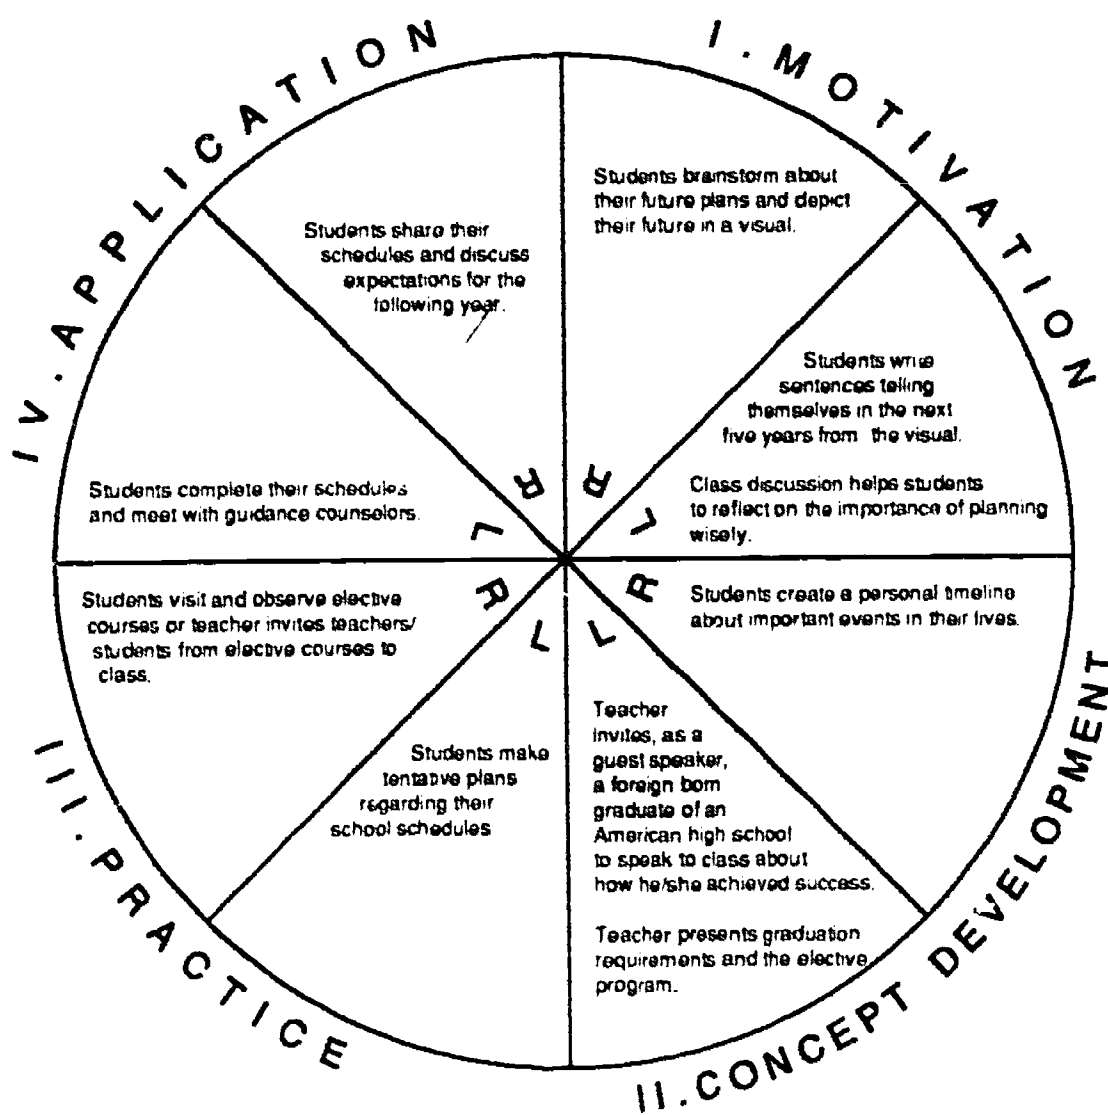 I. MOTIVATION
Students brainstorm about
their future plans and depict
their future in a visual.
R
Students write
sentences telling
themselves in the next
five years from the visual.
Class discussion helps students
to reflect on the importance of planning
wisely.
L
II. CONCEPT DEVELOPMENT
Students create a personal timeline
about important events in their lives.
R
Teacher
invites, as a
guest speaker,
a foreign born
graduate of an
American high school
to speak to class about
how he/she achieved success.
Teacher presents graduation
requirements and the elective
program.
L
III. PRACTICE
Students make
tentative plans
regarding their
school schedules
L
Students visit and observe elective
courses or teacher invites teachers/
students from elective courses to
class.
R
IV. APPLICATION
Students complete their schedules
and meet with guidance counselors.
L
Students share their
schedules and discuss
expectations for the
following year.
R